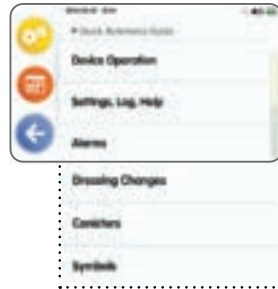 Quick Reference Guide
Device Operation
Settings, Log, Help
Alarms
Dressing Changes
Canisters
Symbols